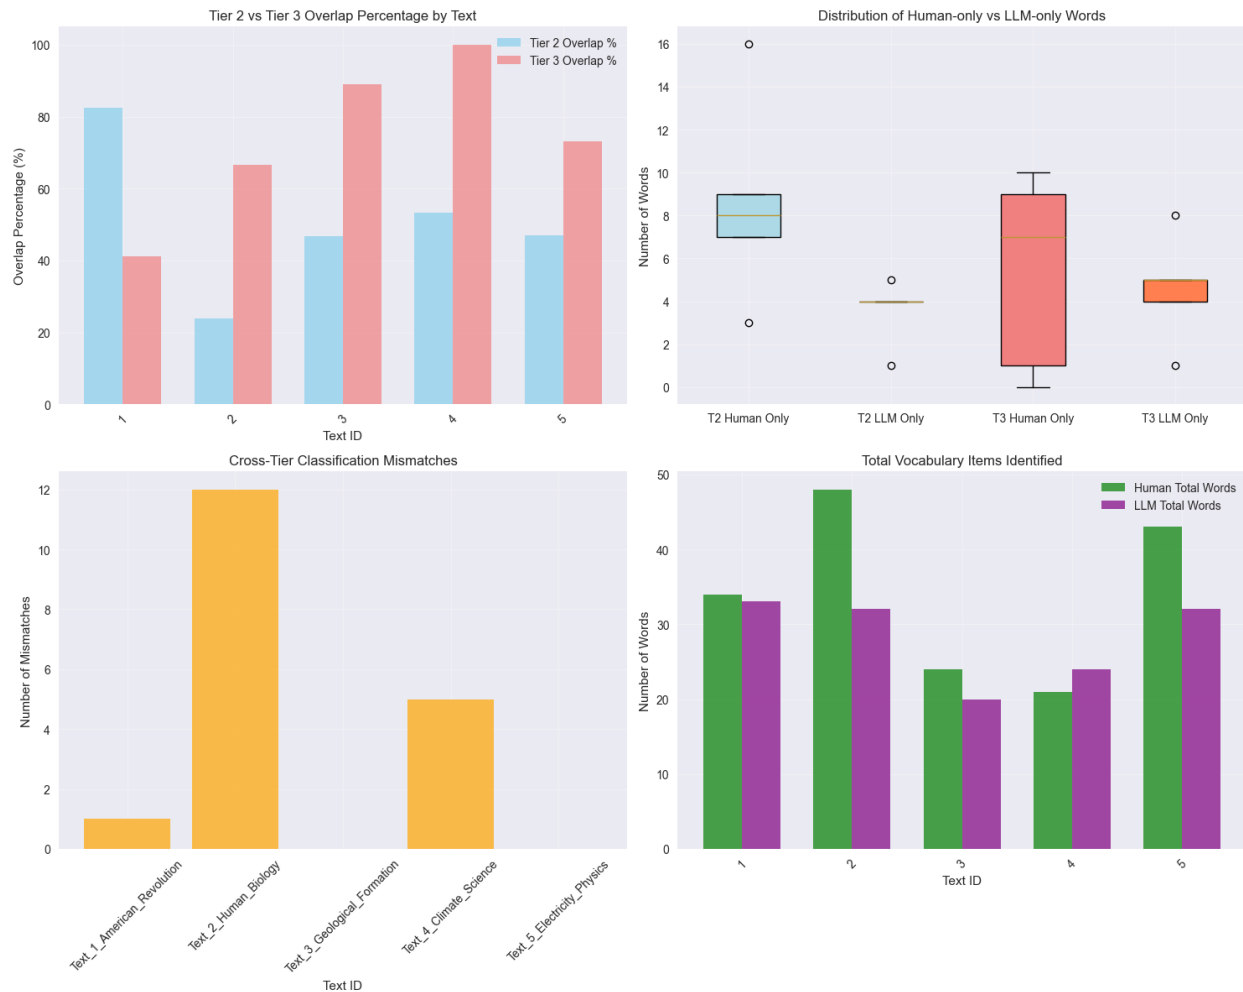 Tier 2 vs Tier 3 Overlap Percentage by Text
Overlap Percentage (%)
100
80
60
40
20
0
Tier 2 Overlap %
Tier 3 Overlap %
1
2
3
4
5
Text ID
Distribution of Human-only vs LLM-only Words
Number of Words
16
14
12
10
8
6
4
2
0
T2 Human Only
T2 LLM Only
T3 Human Only
T3 LLM Only
Cross-Tier Classification Mismatches
Number of Mismatches
12
10
8
6
4
2
0
Text_1_American_Revolution
Text_2_Human_Biology
Text_3_Geological_Formation
Text_4_Climate_Science
Text_5_Electricity_Physics
Text ID
Total Vocabulary Items Identified
Number of Words
50
40
30
20
10
0
Human Total Words
LLM Total Words
1
2
3
4
5
Text ID